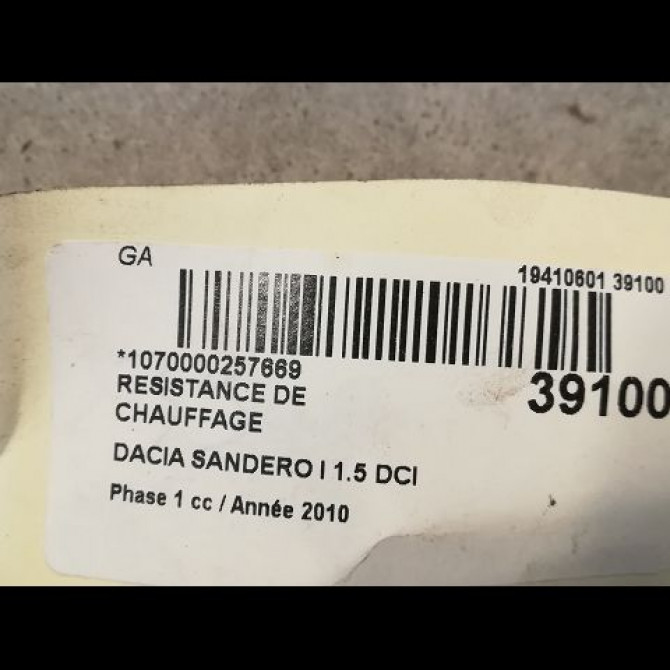 GA
19410601 39100
*1070000257669
39100
RESISTANCE DE
CHAUFFAGE
DACIA SANDERO I 1.5 DCI
Phase 1 cc / Année 2010